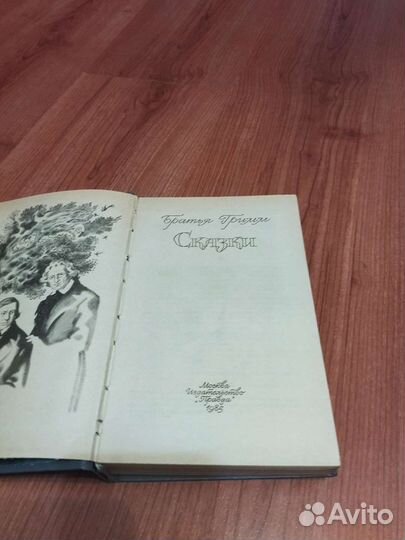 Братья Гримм
Сказки
Москва
Издательство
"Правда"
1985
Avito